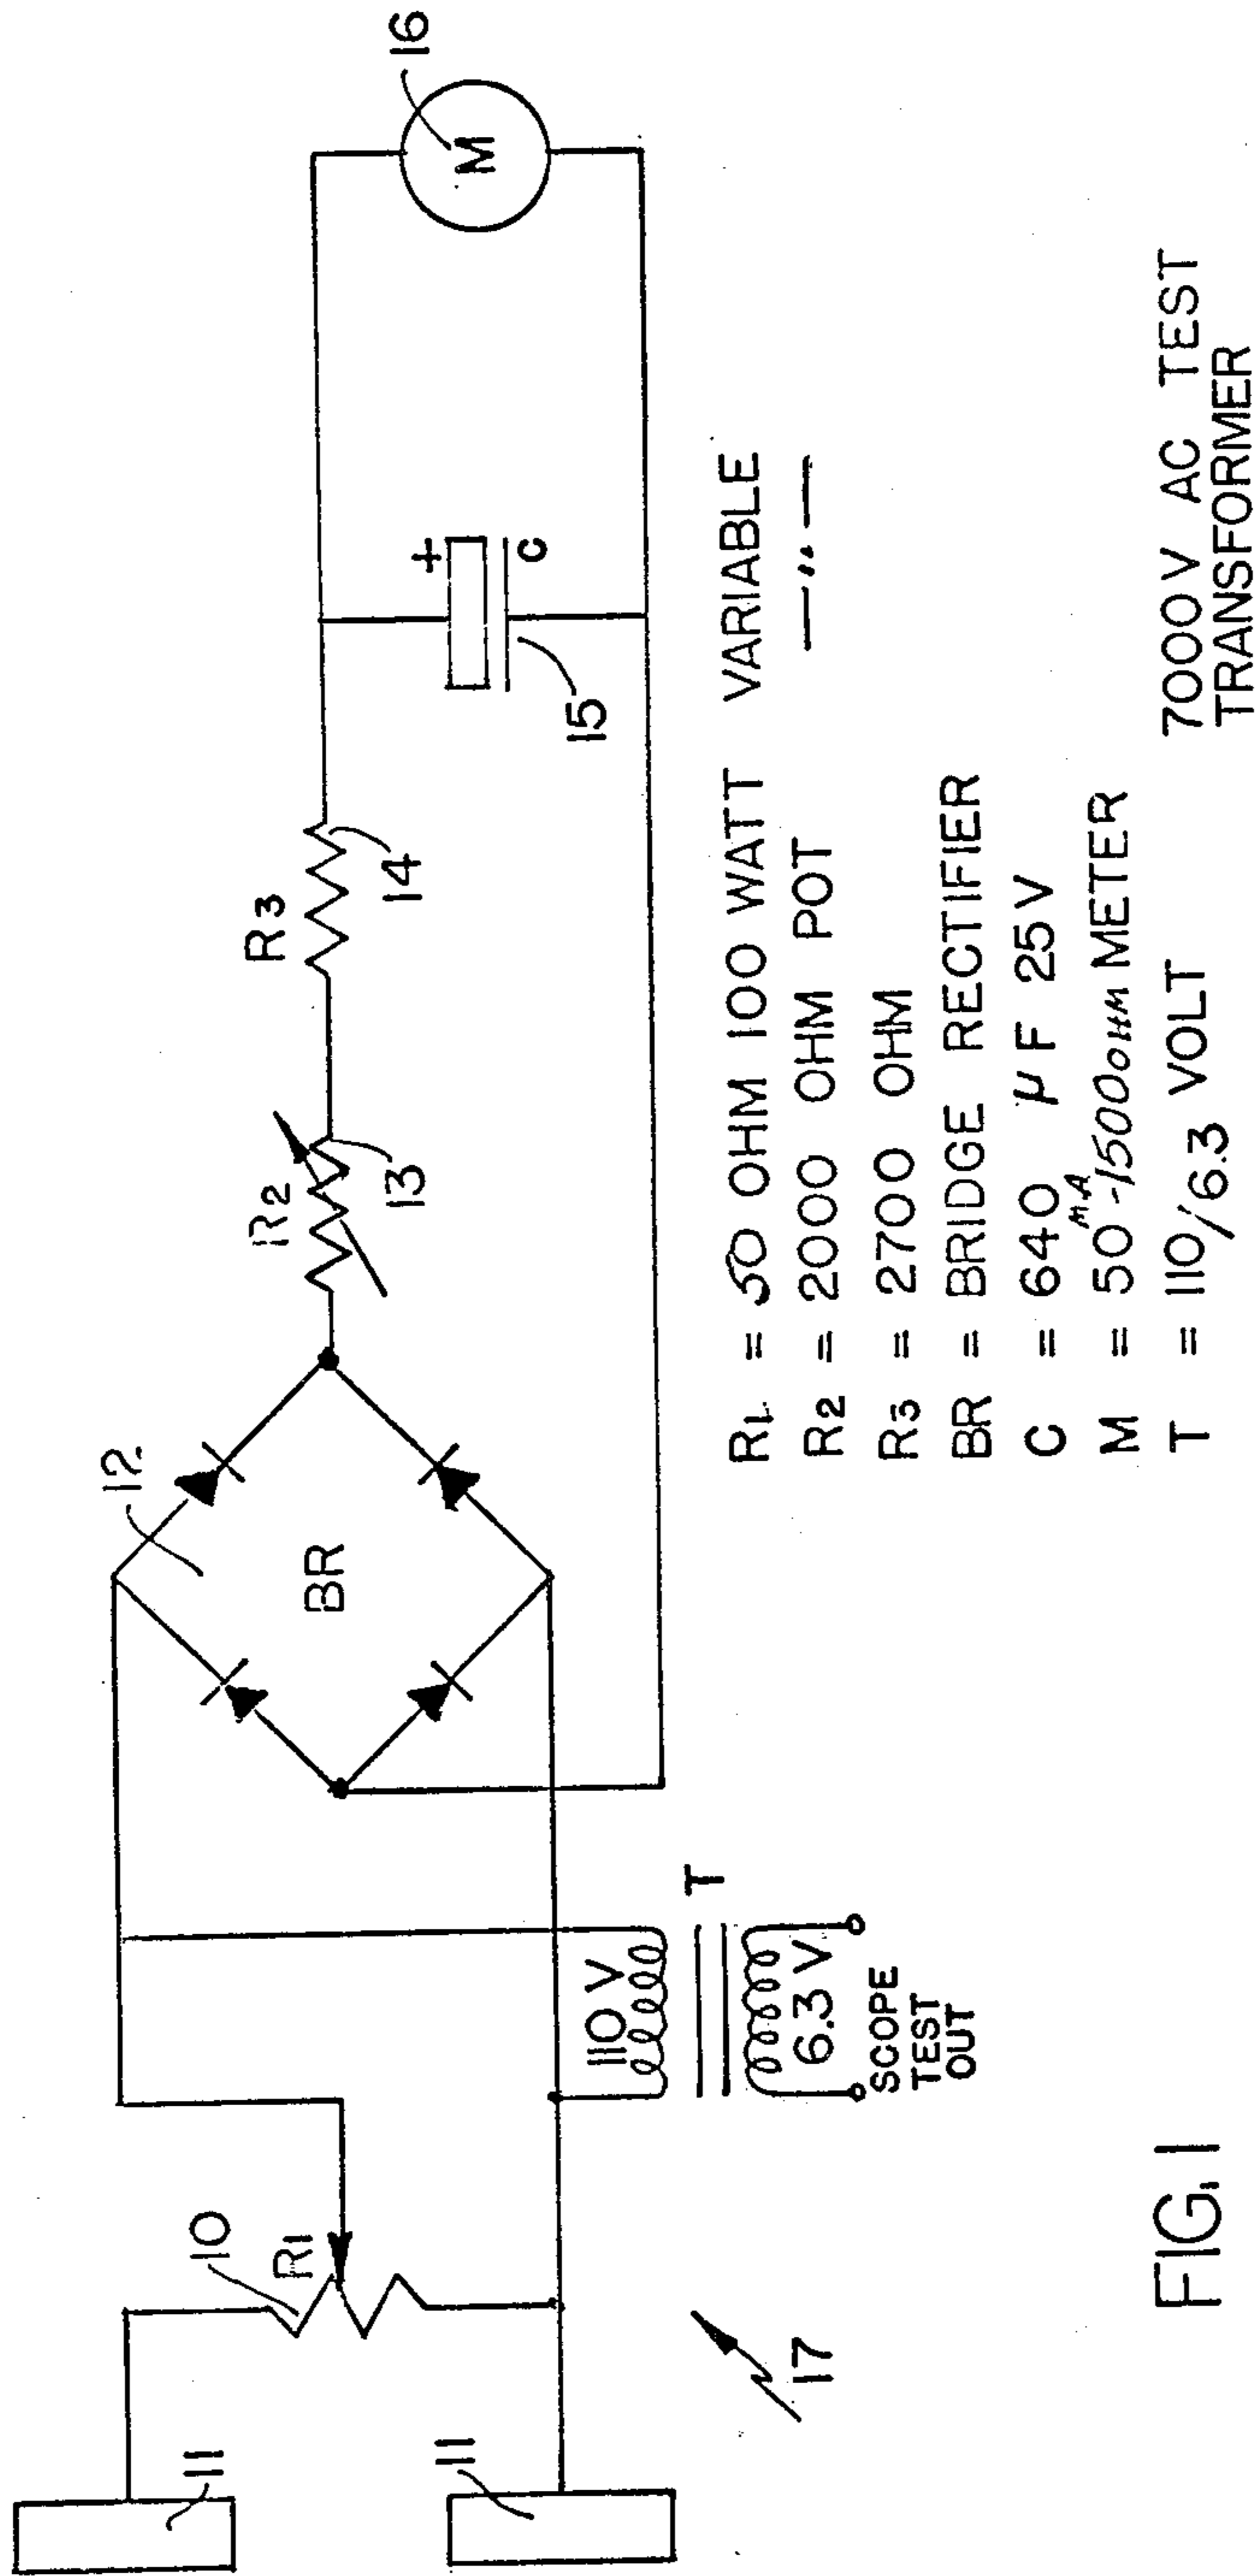 11
11
10
R1
17
110 V
T
6.3 V
SCOPE
TEST
OUT
12
BR
R2
13
R3
14
+
C
15
16
M
R1 = 50 OHM 100 WATT VARIABLE
R2 = 2000 OHM POT —〃—
R3 = 2700 OHM
BR = BRIDGE RECTIFIER
C = 640 µF 25V
M = 50 MA -1500 OHM METER
T = 110/6.3 VOLT
7000 V AC TEST
TRANSFORMER
FIG. 1